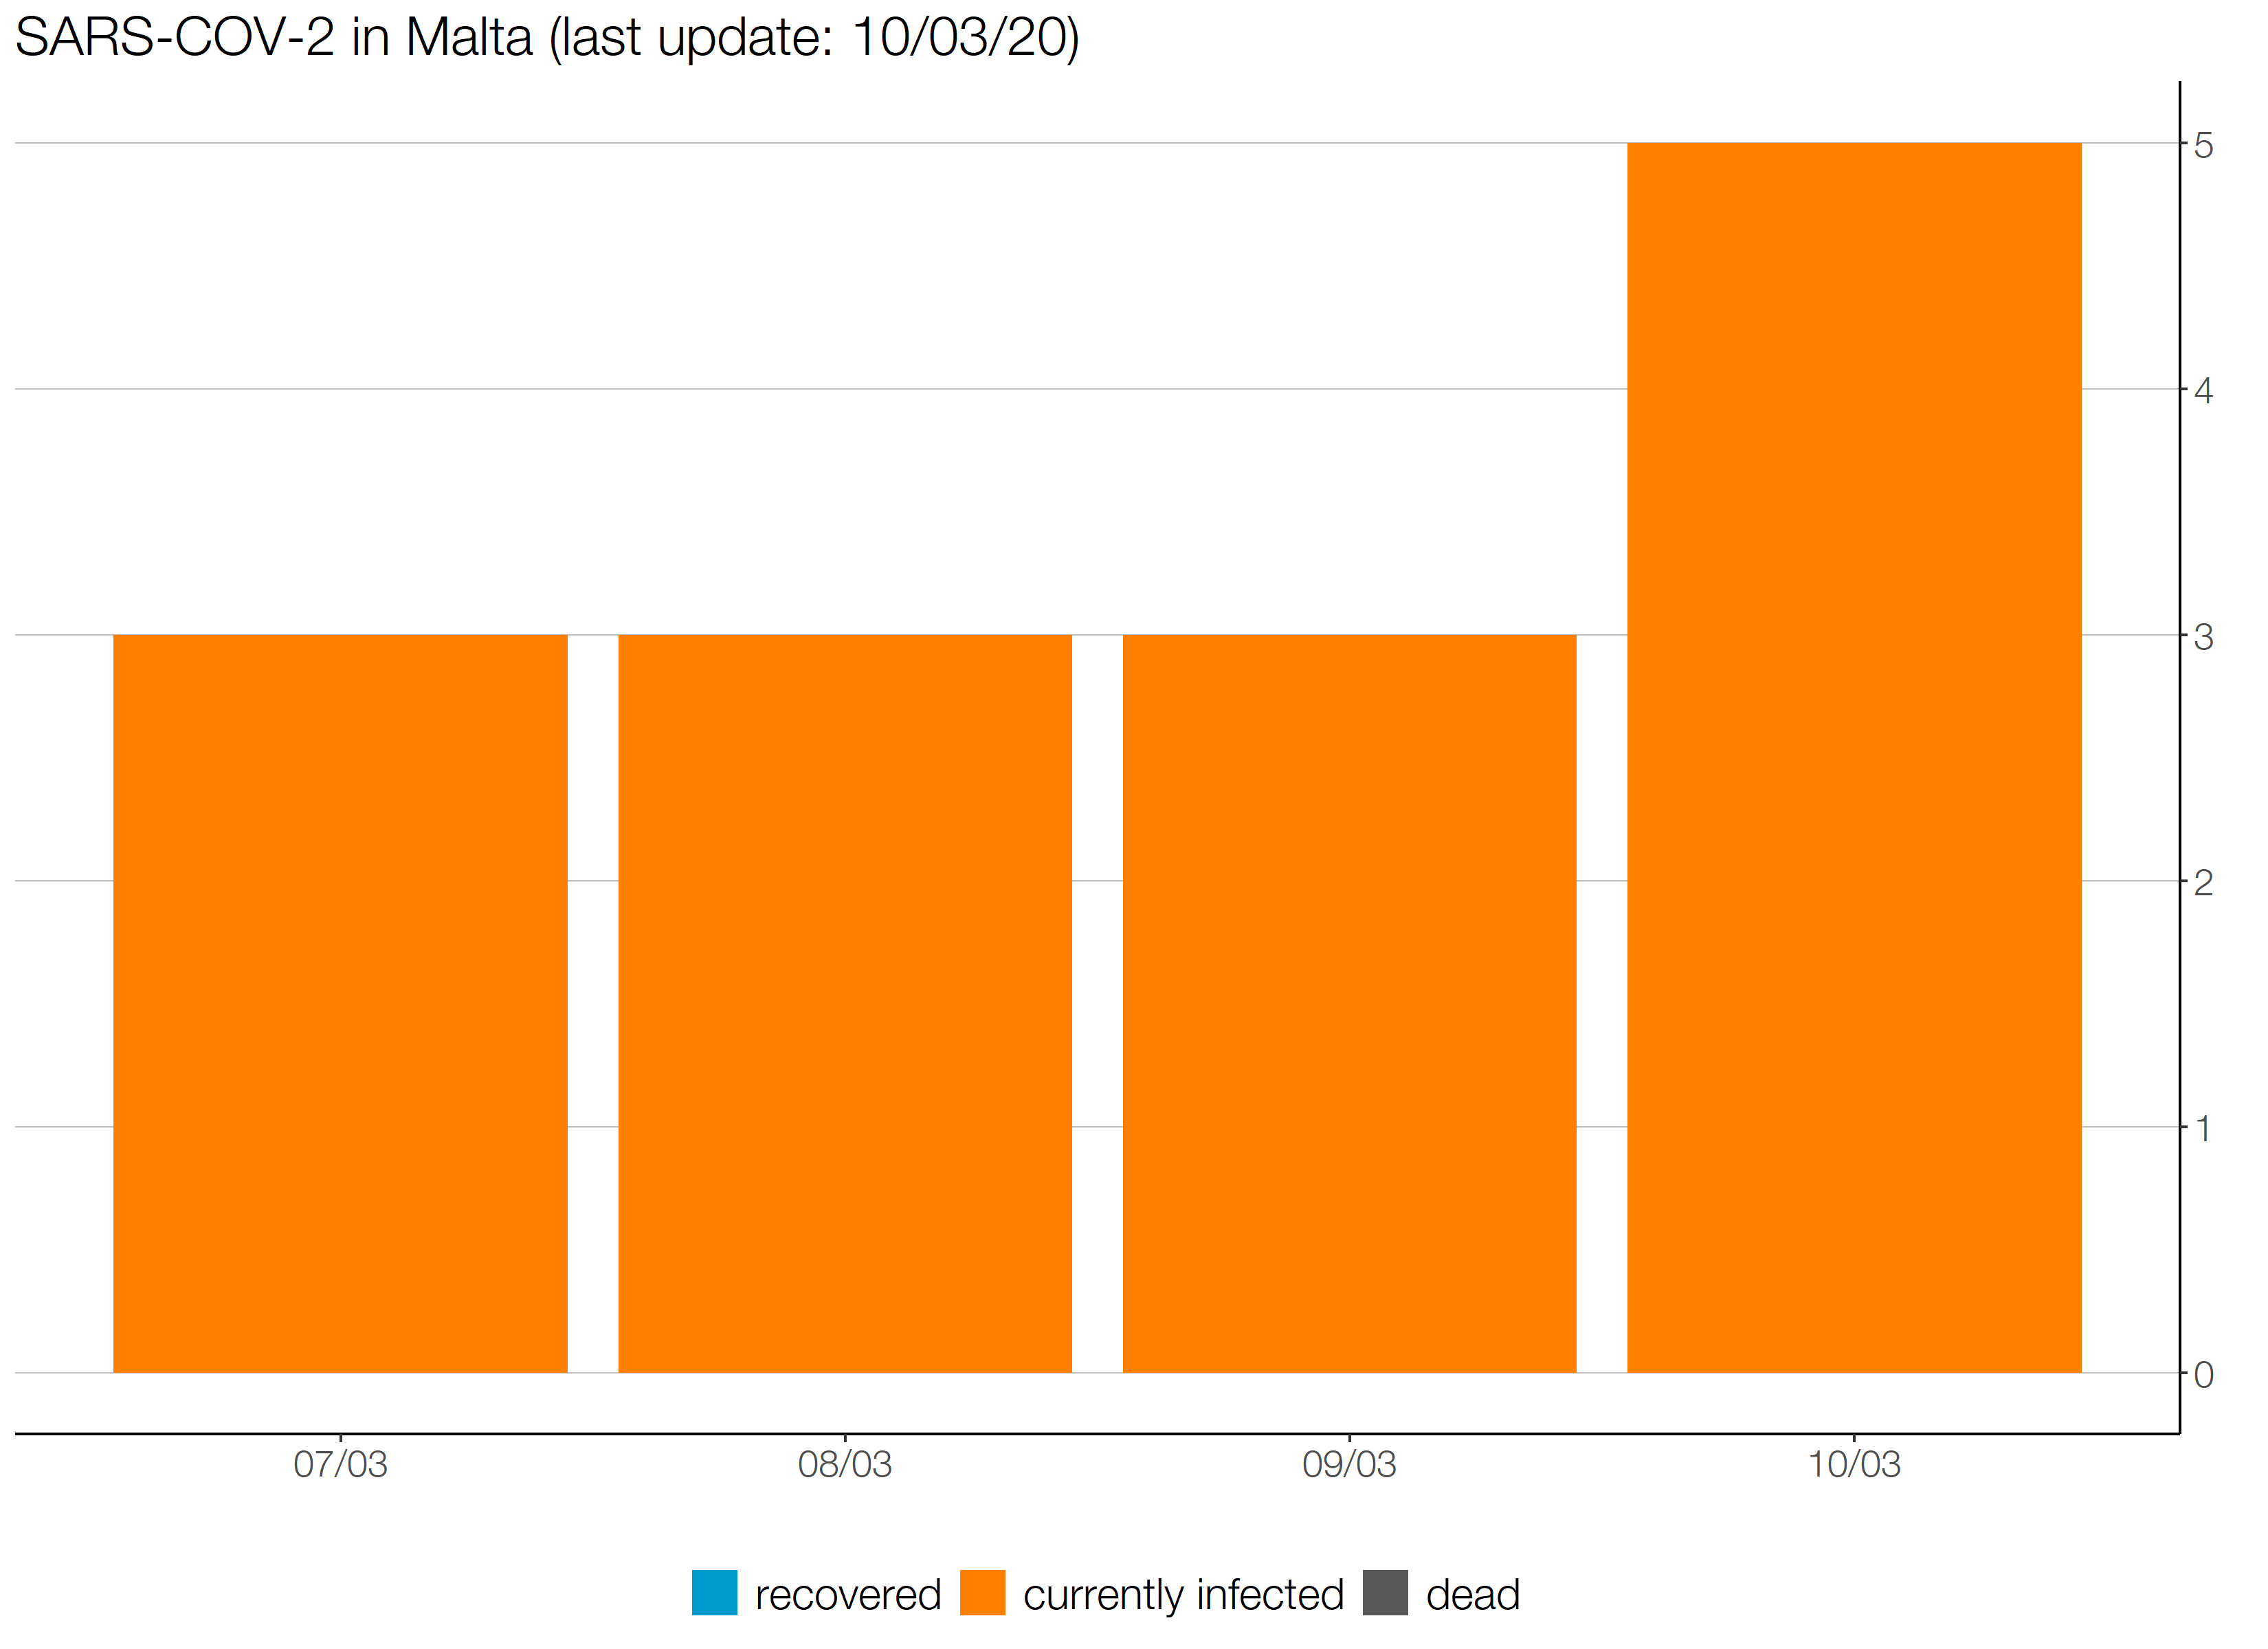 SARS-COV-2 in Malta (last update: 10/03/20)
5
4
3
2
1
0
07/03 08/03 09/03 10/03
recovered currently infected dead